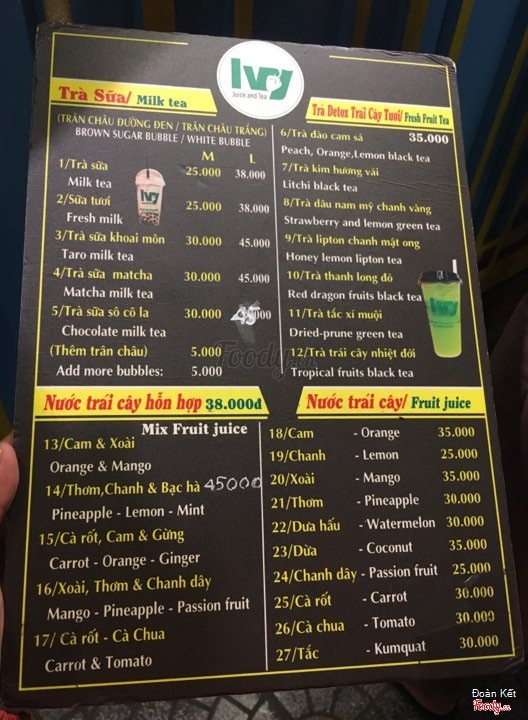 Ivy
Juice and Tea
Trà Sữa/ Milk tea
(TRÂN CHÂU ĐƯỜNG ĐEN / TRÂN CHÂU TRẮNG)
BROWN SUGAR BUBBLE / WHITE BUBBLE
M L
1/Trà sữa 25.000 38.000
Milk tea
2/Sữa tươi 25.000 38.000
Fresh milk
3/Trà sữa khoai môn 30.000 45.000
Taro milk tea
4/Trà sữa matcha 30.000 45.000
Matcha milk tea
5/Trà sữa sô cô la 30.000 45000
Chocolate milk tea
(Thêm trân châu) 5.000
Add more bubbles: 5.000
Trà Detox Trái Cây Tươi/ Fresh Fruit Tea
6/Trà đào cam sả 35.000
Peach, Orange,Lemon black tea
7/Trà kim hương vải
Litchi black tea
8/Trà dâu nam mỹ chanh vàng
Strawberry and lemon green tea
9/Trà lipton chanh mật ong
Honey lemon lipton tea
10/Trà thanh long đỏ
Red dragon fruits black tea
11/Trà tắc xí muội
Dried-prune green tea
12/Trà trái cây nhiệt đới
Tropical fruits black tea
Nước trái cây hỗn hợp 38.000đ
Mix Fruit juice
13/Cam & Xoài
Orange & Mango
14/Thơm,Chanh & Bạc hà 45000
Pineapple - Lemon - Mint
15/Cà rốt, Cam & Gừng
Carrot - Orange - Ginger
16/Xoài, Thơm & Chanh dây
Mango - Pineapple - Passion fruit
17/ Cà rốt - Cà Chua
Carrot & Tomato
Nước trái cây/ Fruit juice
18/Cam - Orange 35.000
19/Chanh - Lemon 25.000
20/Xoài - Mango 35.000
21/Thơm - Pineapple 30.000
22/Dưa hấu - Watermelon 30.000
23/Dừa - Coconut 35.000
24/Chanh dây - Passion fruit 25.000
25/Cà rốt - Carrot 30.000
26/Cà chua - Tomato 30.000
27/Tắc - Kumquat 30.000
Foody.vn
Đoàn Kết
Foody.vn